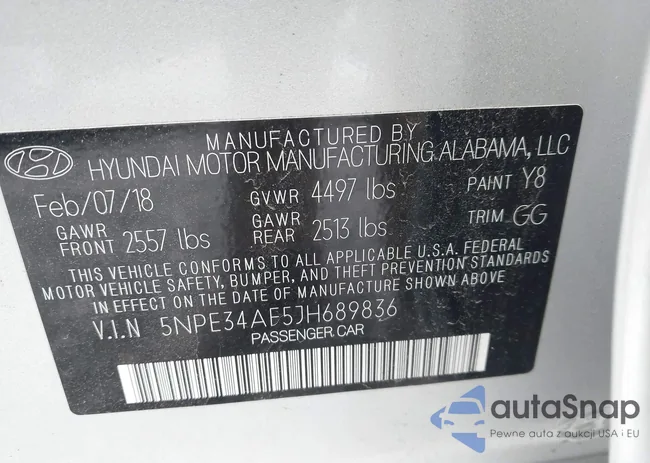 MANUFACTURED BY
HYUNDAI MOTOR MANUFACTURING ALABAMA, LLC
Feb/07/18 GVWR 4497 lbs PAINT Y8
GAWR FRONT 2557 lbs GAWR REAR 2513 lbs TRIM GG
THIS VEHICLE CONFORMS TO ALL APPLICABLE U.S.A. FEDERAL
MOTOR VEHICLE SAFETY, BUMPER, AND THEFT PREVENTION STANDARDS
IN EFFECT ON THE DATE OF MANUFACTURE SHOWN ABOVE
V.I.N 5NPE34AF5JH689836
PASSENGER CAR
autaSnap
Pewne auta z aukcji USA i EU